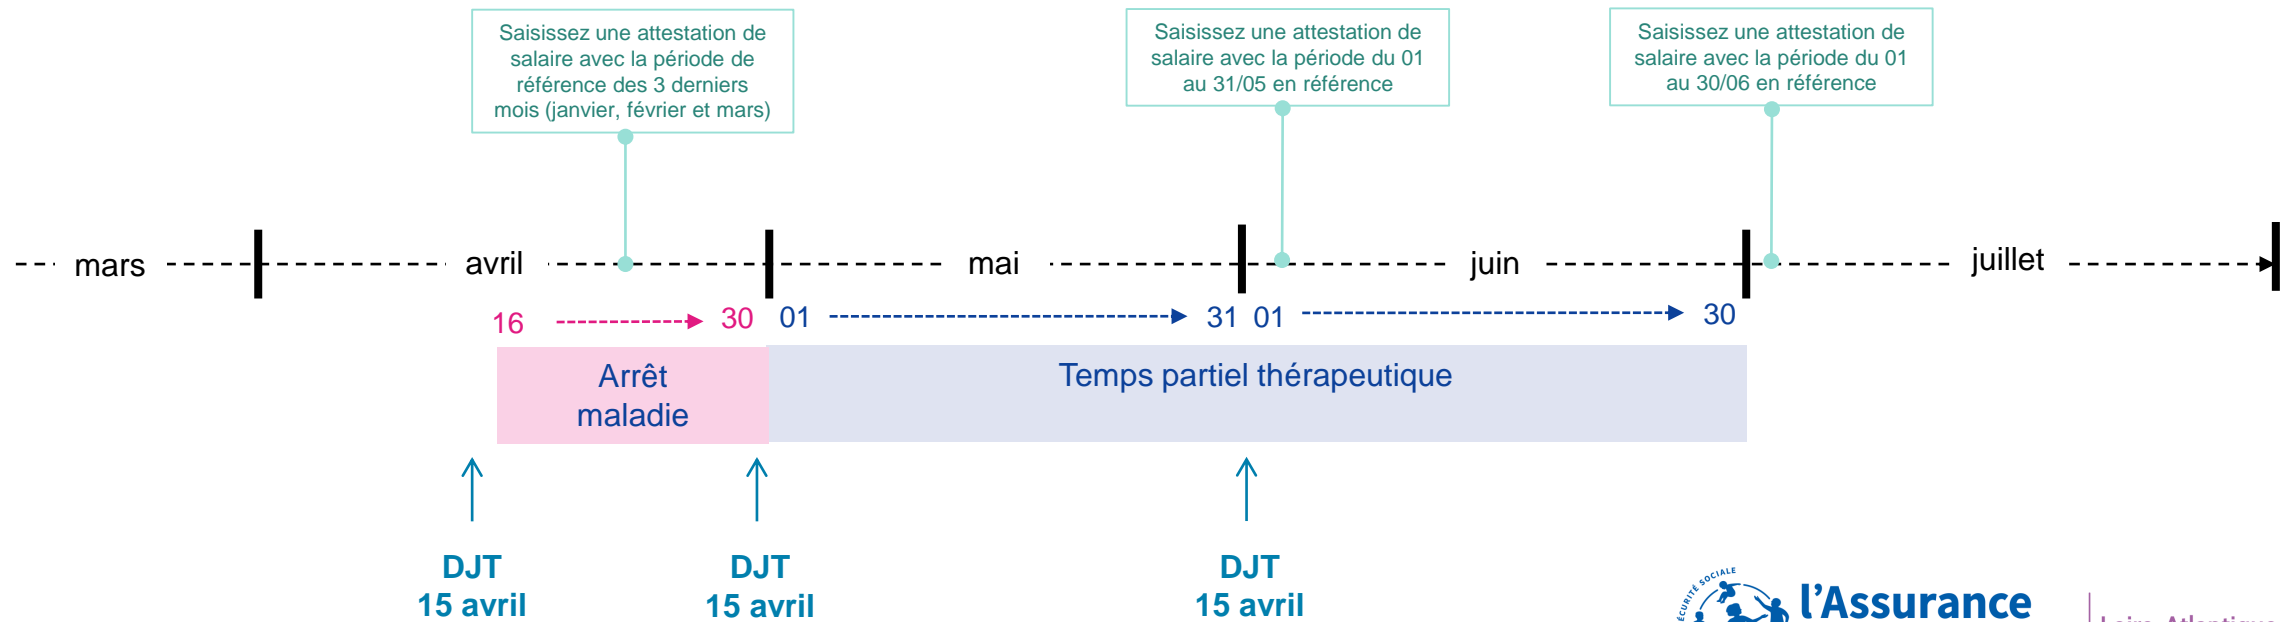 Saisissez une attestation de
salaire avec la période de
référence des 3 derniers
mois (janvier, février et mars)
Saisissez une attestation de
salaire avec la période du 01
au 31/05 en référence
Saisissez une attestation de
salaire avec la période du 01
au 30/06 en référence
mars
avril
mai
juin
juillet
16
30
01
31
01
30
Arrêt
maladie
Temps partiel thérapeutique
DJT
15 avril
DJT
15 avril
DJT
15 avril
SÉCURITÉ SOCIALE
l'Assurance
Loire-Atlantique